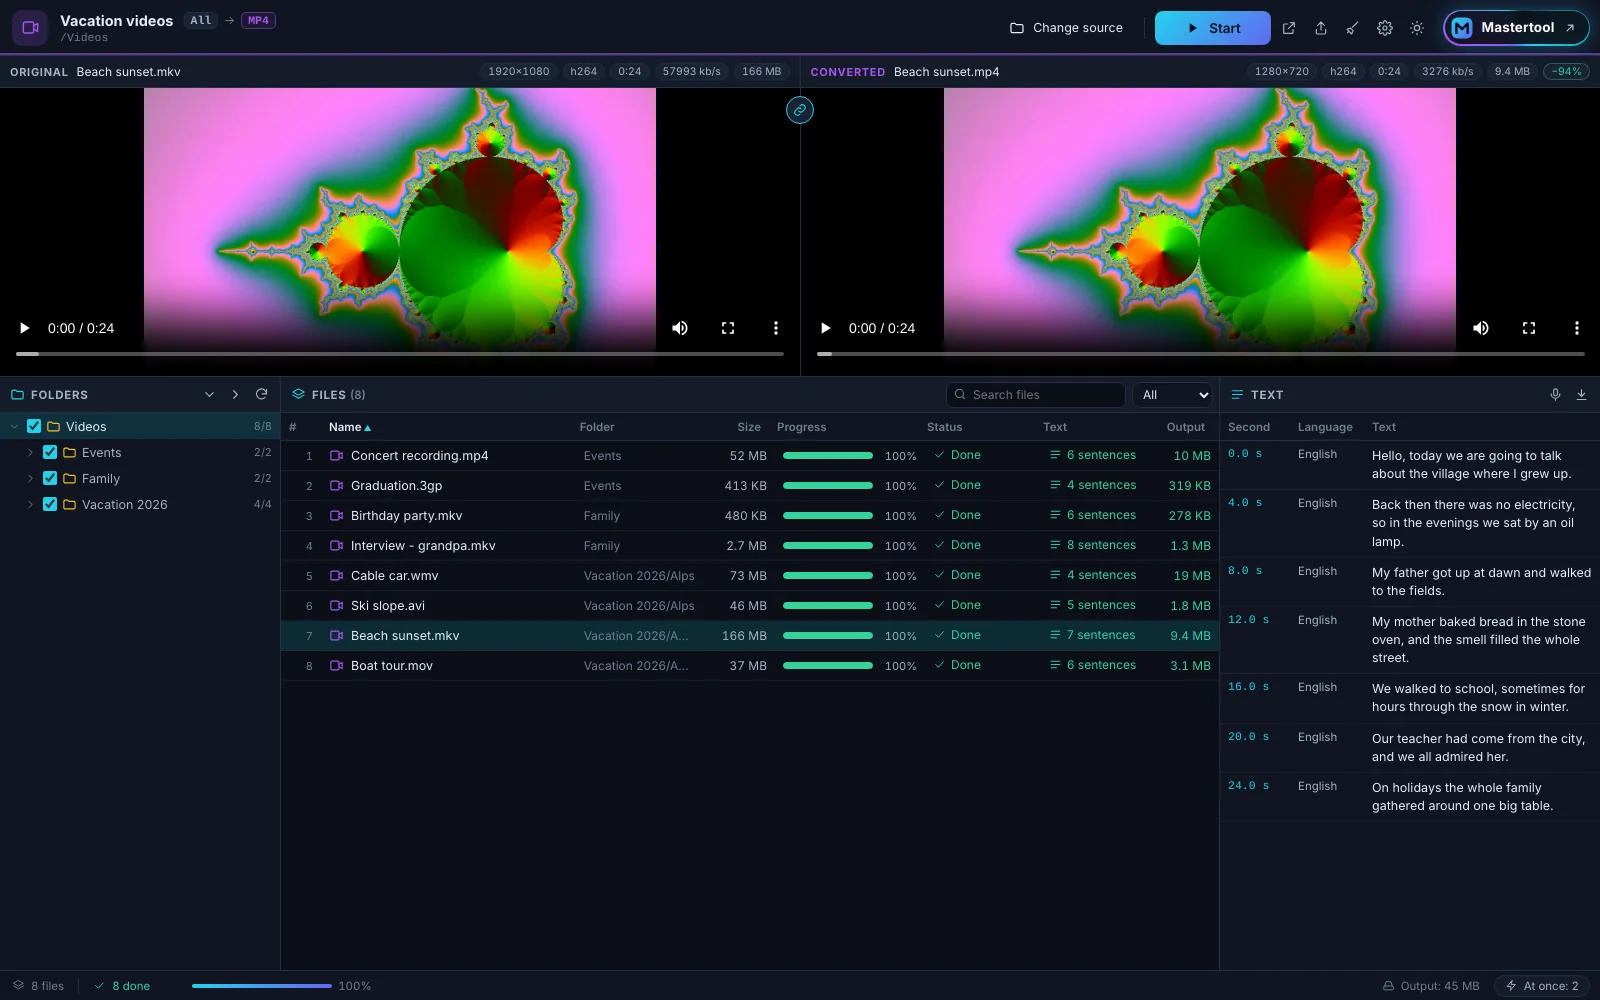 Vacation videos All → MP4
/Videos
Change source
Start
Mastertool
ORIGINAL Beach sunset.mkv 1920×1080 h264 0:24 57993 kb/s 166 MB
CONVERTED Beach sunset.mp4 1280×720 h264 0:24 3276 kb/s 9.4 MB −94%
0:00 / 0:24
0:00 / 0:24
FOLDERS
Videos 8/8
Events 2/2
Family 2/2
Vacation 2026 4/4
FILES (8) Search files All
# Name Folder Size Progress Status Text Output
1 Concert recording.mp4 Events 52 MB 100% Done 6 sentences 10 MB
2 Graduation.3gp Events 413 KB 100% Done 4 sentences 319 KB
3 Birthday party.mkv Family 480 KB 100% Done 6 sentences 278 KB
4 Interview - grandpa.mkv Family 2.7 MB 100% Done 8 sentences 1.3 MB
5 Cable car.wmv Vacation 2026/Alps 73 MB 100% Done 4 sentences 19 MB
6 Ski slope.avi Vacation 2026/Alps 46 MB 100% Done 5 sentences 1.8 MB
7 Beach sunset.mkv Vacation 2026/A... 166 MB 100% Done 7 sentences 9.4 MB
8 Boat tour.mov Vacation 2026/A... 37 MB 100% Done 6 sentences 3.1 MB
TEXT
Second Language Text
0.0 s English Hello, today we are going to talk
about the village where I grew up.
4.0 s English Back then there was no electricity,
so in the evenings we sat by an oil
lamp.
8.0 s English My father got up at dawn and walked
to the fields.
12.0 s English My mother baked bread in the stone
oven, and the smell filled the whole
street.
16.0 s English We walked to school, sometimes for
hours through the snow in winter.
20.0 s English Our teacher had come from the city,
and we all admired her.
24.0 s English On holidays the whole family
gathered around one big table.
8 files 8 done 100% Output: 45 MB At once: 2